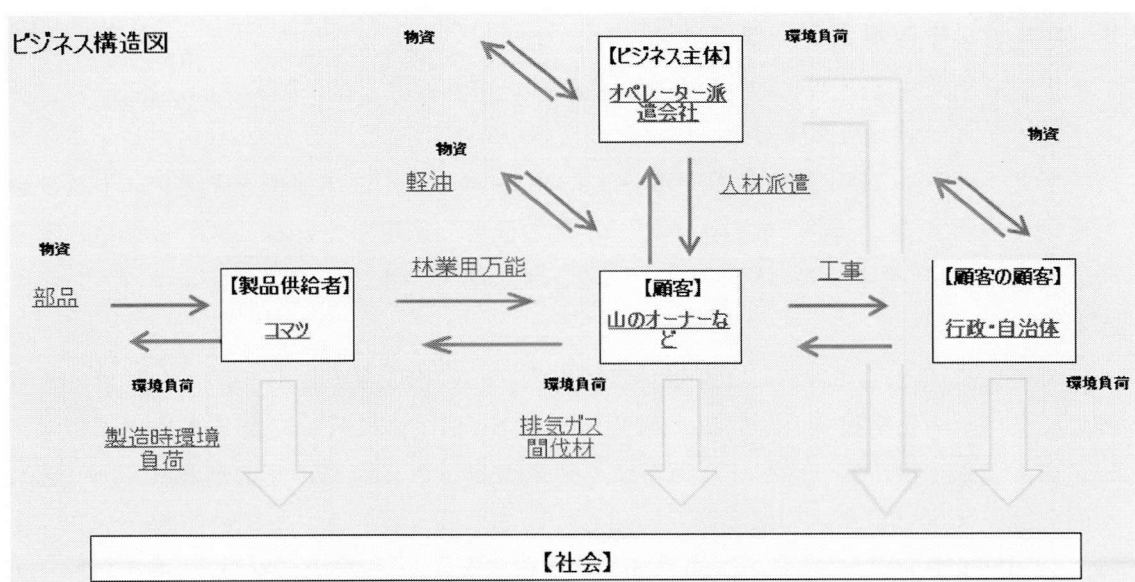 ビジネス構造図
物資
環境負荷
【ビジネス主体】
オペレーター派
遣会社
物資
物資
軽油
人材派遣
物資
部品
林業用万能
工事
【製品供給者】
コマツ
【顧客】
山のオーナーな
ど
【顧客の顧客】
行政・自治体
環境負荷
環境負荷
環境負荷
製造時環境
負荷
排気ガス
間伐材
【社会】